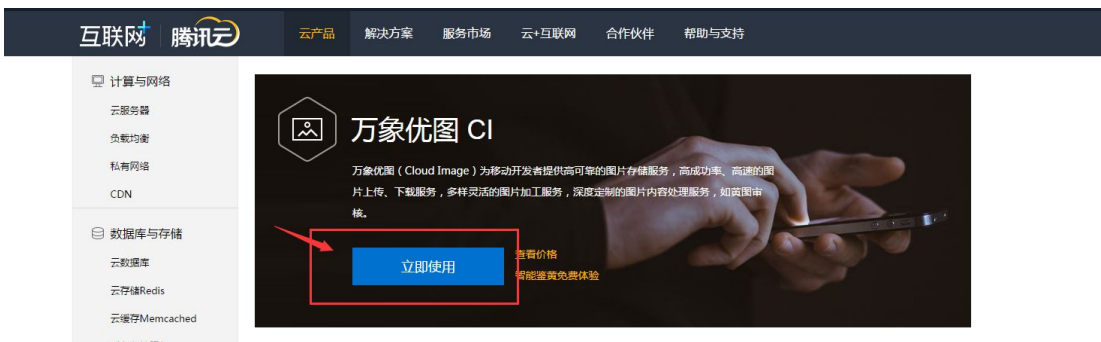 互联网+ 腾讯云 云产品 解决方案 服务市场 云+互联网 合作伙伴 帮助与支持
计算与网络
云服务器
负载均衡
私有网络
CDN
数据库与存储
云数据库
云存储Redis
云缓存Memcached
万象优图 CI
万象优图（Cloud Image）为移动开发者提供高可靠的图片存储服务，高成功率、高速的图
片上传、下载服务，多样灵活的图片加工服务，深度定制的图片内容处理服务，如黄图审
核。
立即使用
查看价格
智能鉴黄免费体验